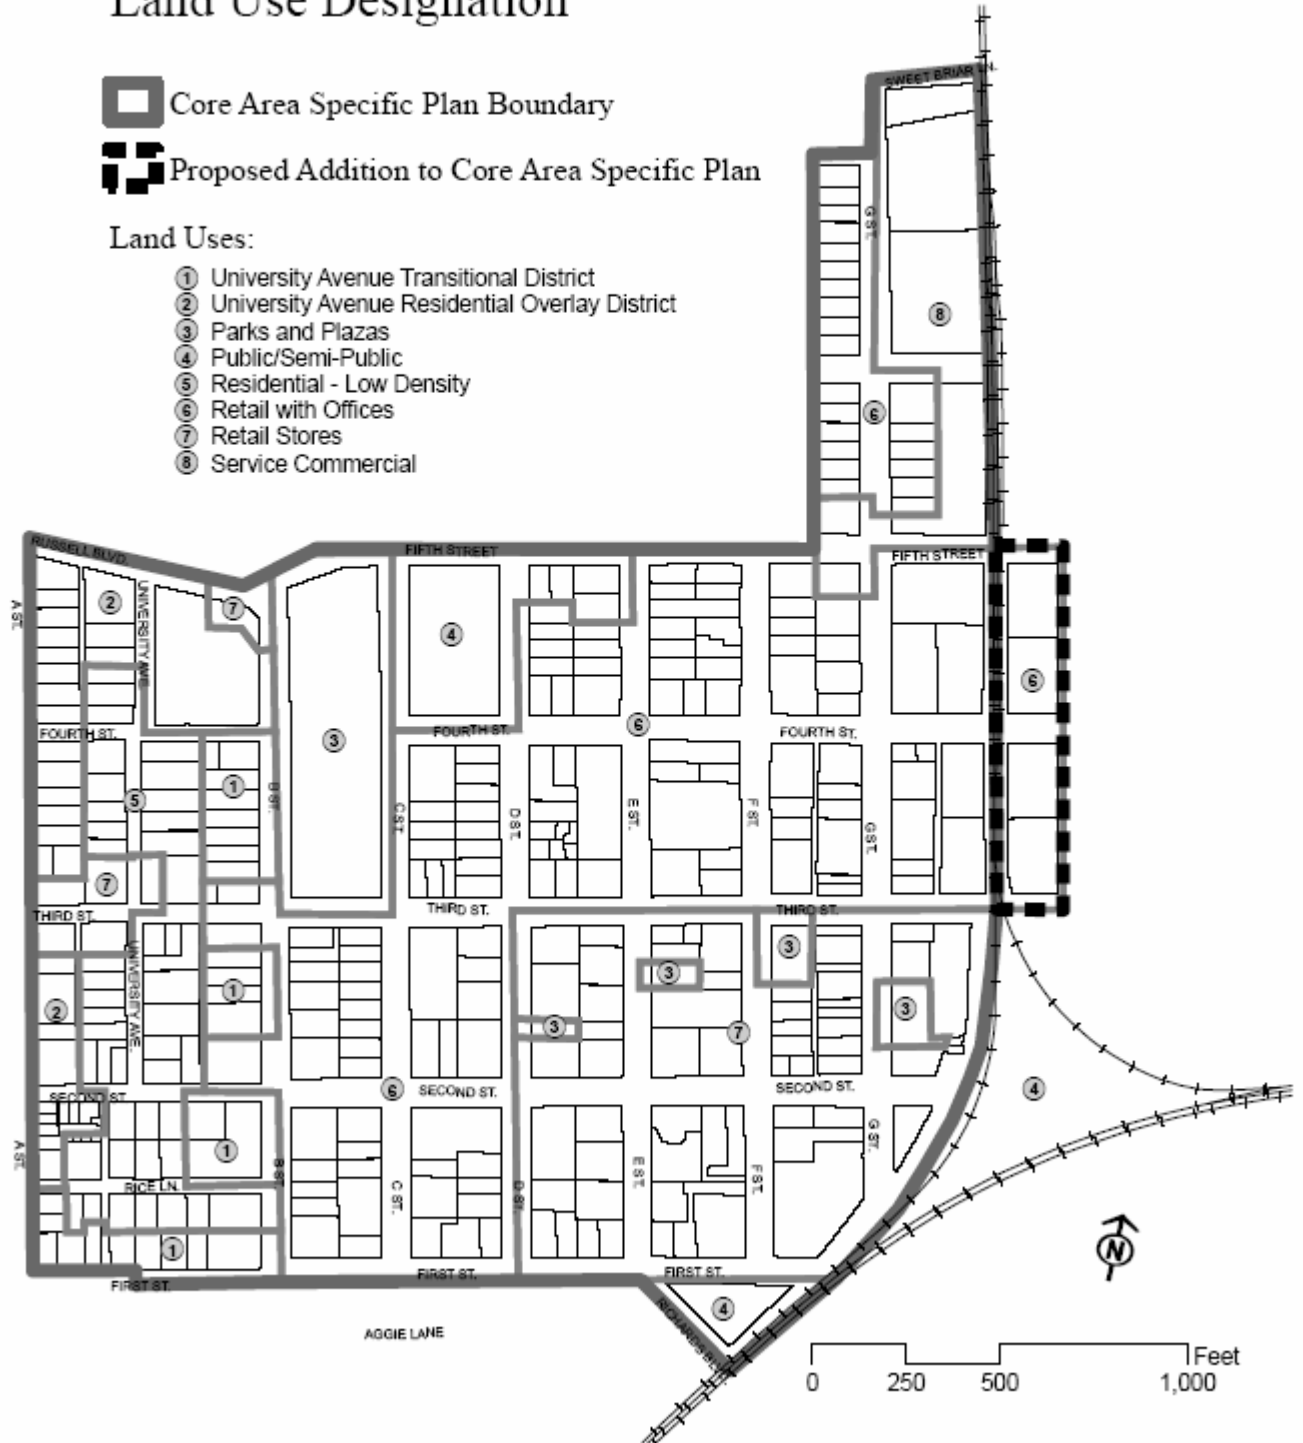 Land Use Designation
Core Area Specific Plan Boundary
Proposed Addition to Core Area Specific Plan
Land Uses:
1 University Avenue Transitional District
2 University Avenue Residential Overlay District
3 Parks and Plazas
4 Public/Semi-Public
5 Residential - Low Density
6 Retail with Offices
7 Retail Stores
8 Service Commercial
SWEET BRIAR LN.
G ST.
8
6
RUSSELL BLVD.
FIFTH STREET
FIFTH STREET
A ST.
2
UNIVERSITY AVE.
7
4
6
3
6
FOURTH ST.
FOURTH ST.
FOURTH ST.
5
1
B ST.
C ST.
D ST.
E ST.
F ST.
G ST.
7
THIRD ST.
THIRD ST.
THIRD ST.
UNIVERSITY AVE.
3
3
1
2
3
7
3
6
4
SECOND ST.
SECOND ST.
SECOND ST.
A ST.
1
B ST.
C ST.
D ST.
E ST.
F ST.
G ST.
RICE LN.
1
FIRST ST.
FIRST ST.
FIRST ST.
4
RICHARDS BLVD.
AGGIE LANE
N
Feet
0 250 500 1,000